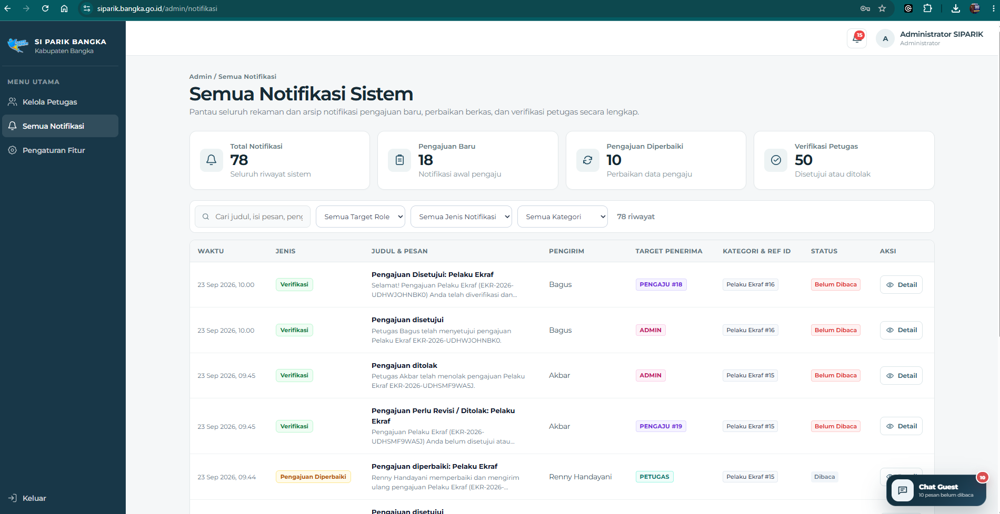 siparik.bangka.go.id/admin/notifikasi
SI PARIK BANGKA
Kabupaten Bangka
15
A
Administrator SIPARIK
Administrator
MENU UTAMA
Kelola Petugas
Semua Notifikasi
Pengaturan Fitur
Keluar
Admin / Semua Notifikasi
Semua Notifikasi Sistem
Pantau seluruh rekaman dan arsip notifikasi pengajuan baru, perbaikan berkas, dan verifikasi petugas secara lengkap.
Total Notifikasi
78
Seluruh riwayat sistem
Pengajuan Baru
18
Notifikasi awal pengaju
Pengajuan Diperbaiki
10
Perbaikan data pengaju
Verifikasi Petugas
50
Disetujui atau ditolak
Cari judul, isi pesan, peng
Semua Target Role
Semua Jenis Notifikasi
Semua Kategori
78 riwayat
WAKTU JENIS JUDUL & PESAN PENGIRIM TARGET PENERIMA KATEGORI & REF ID STATUS AKSI
23 Sep 2026, 10.00
Verifikasi
Pengajuan Disetujui: Pelaku Ekraf
Selamat! Pengajuan Pelaku Ekraf (EKR-2026-
UDHWJOHNBK0) Anda telah diverifikasi dan...
Bagus
PENGAJU #18
Pelaku Ekraf #16
Belum Dibaca
Detail
23 Sep 2026, 10.00
Verifikasi
Pengajuan disetujui
Petugas Bagus telah menyetujui pengajuan
Pelaku Ekraf EKR-2026-UDHWJOHNBK0.
Bagus
ADMIN
Pelaku Ekraf #16
Belum Dibaca
Detail
23 Sep 2026, 09.45
Verifikasi
Pengajuan ditolak
Petugas Akbar telah menolak pengajuan Pelaku
Ekraf EKR-2026-UDHSMF9WA5J.
Akbar
ADMIN
Pelaku Ekraf #15
Belum Dibaca
Detail
23 Sep 2026, 09.45
Verifikasi
Pengajuan Perlu Revisi / Ditolak: Pelaku
Ekraf
Pengajuan Pelaku Ekraf (EKR-2026-
UDHSMF9WA5J) Anda belum disetujui atau...
Akbar
PENGAJU #19
Pelaku Ekraf #15
Belum Dibaca
Detail
23 Sep 2026, 09.44
Pengajuan Diperbaiki
Pengajuan diperbaiki: Pelaku Ekraf
Renny Handayani memperbaiki dan mengirim
ulang pengajuan Pelaku Ekraf (EKR-2026-...
Renny Handayani
PETUGAS
Pelaku Ekraf #15
Dibaca
Pengajuan disetujui
Chat Guest
10 pesan belum dibaca
10